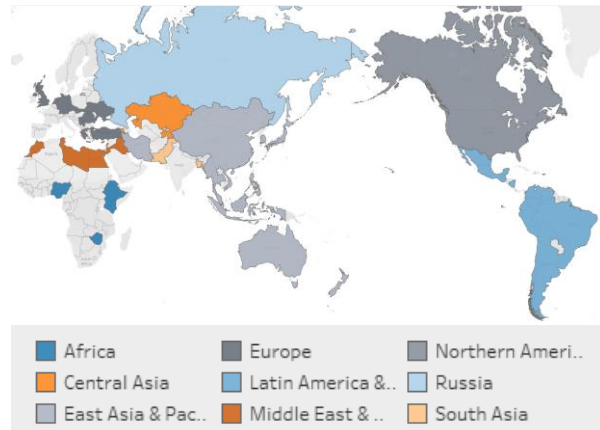 Africa
Europe
Northern Ameri..
Central Asia
Latin America &..
Russia
East Asia & Pac..
Middle East & ..
South Asia